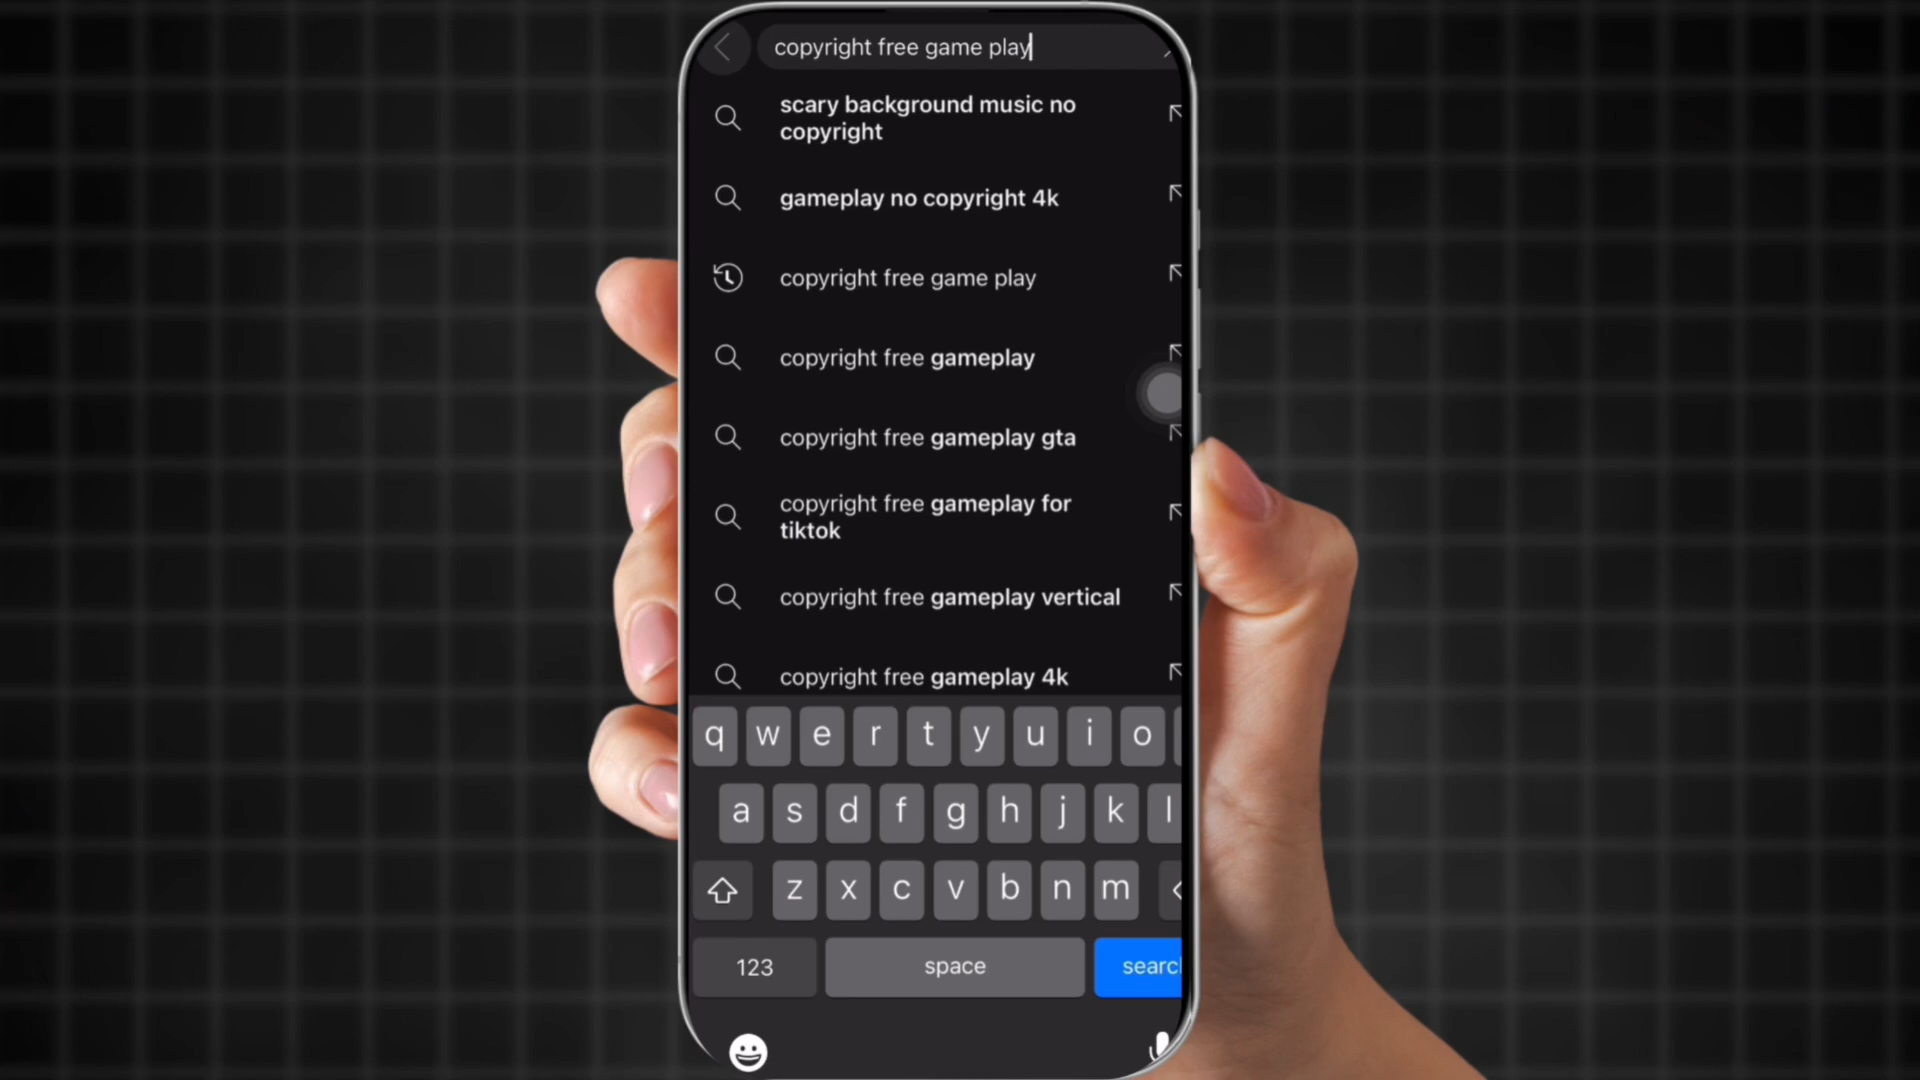 copyright free game play
scary background music no
copyright
gameplay no copyright 4k
copyright free game play
copyright free gameplay
copyright free gameplay gta
copyright free gameplay for
tiktok
copyright free gameplay vertical
copyright free gameplay 4k
q w e r t y u i o
a s d f g h j k l
z x c v b n m
123 space searc